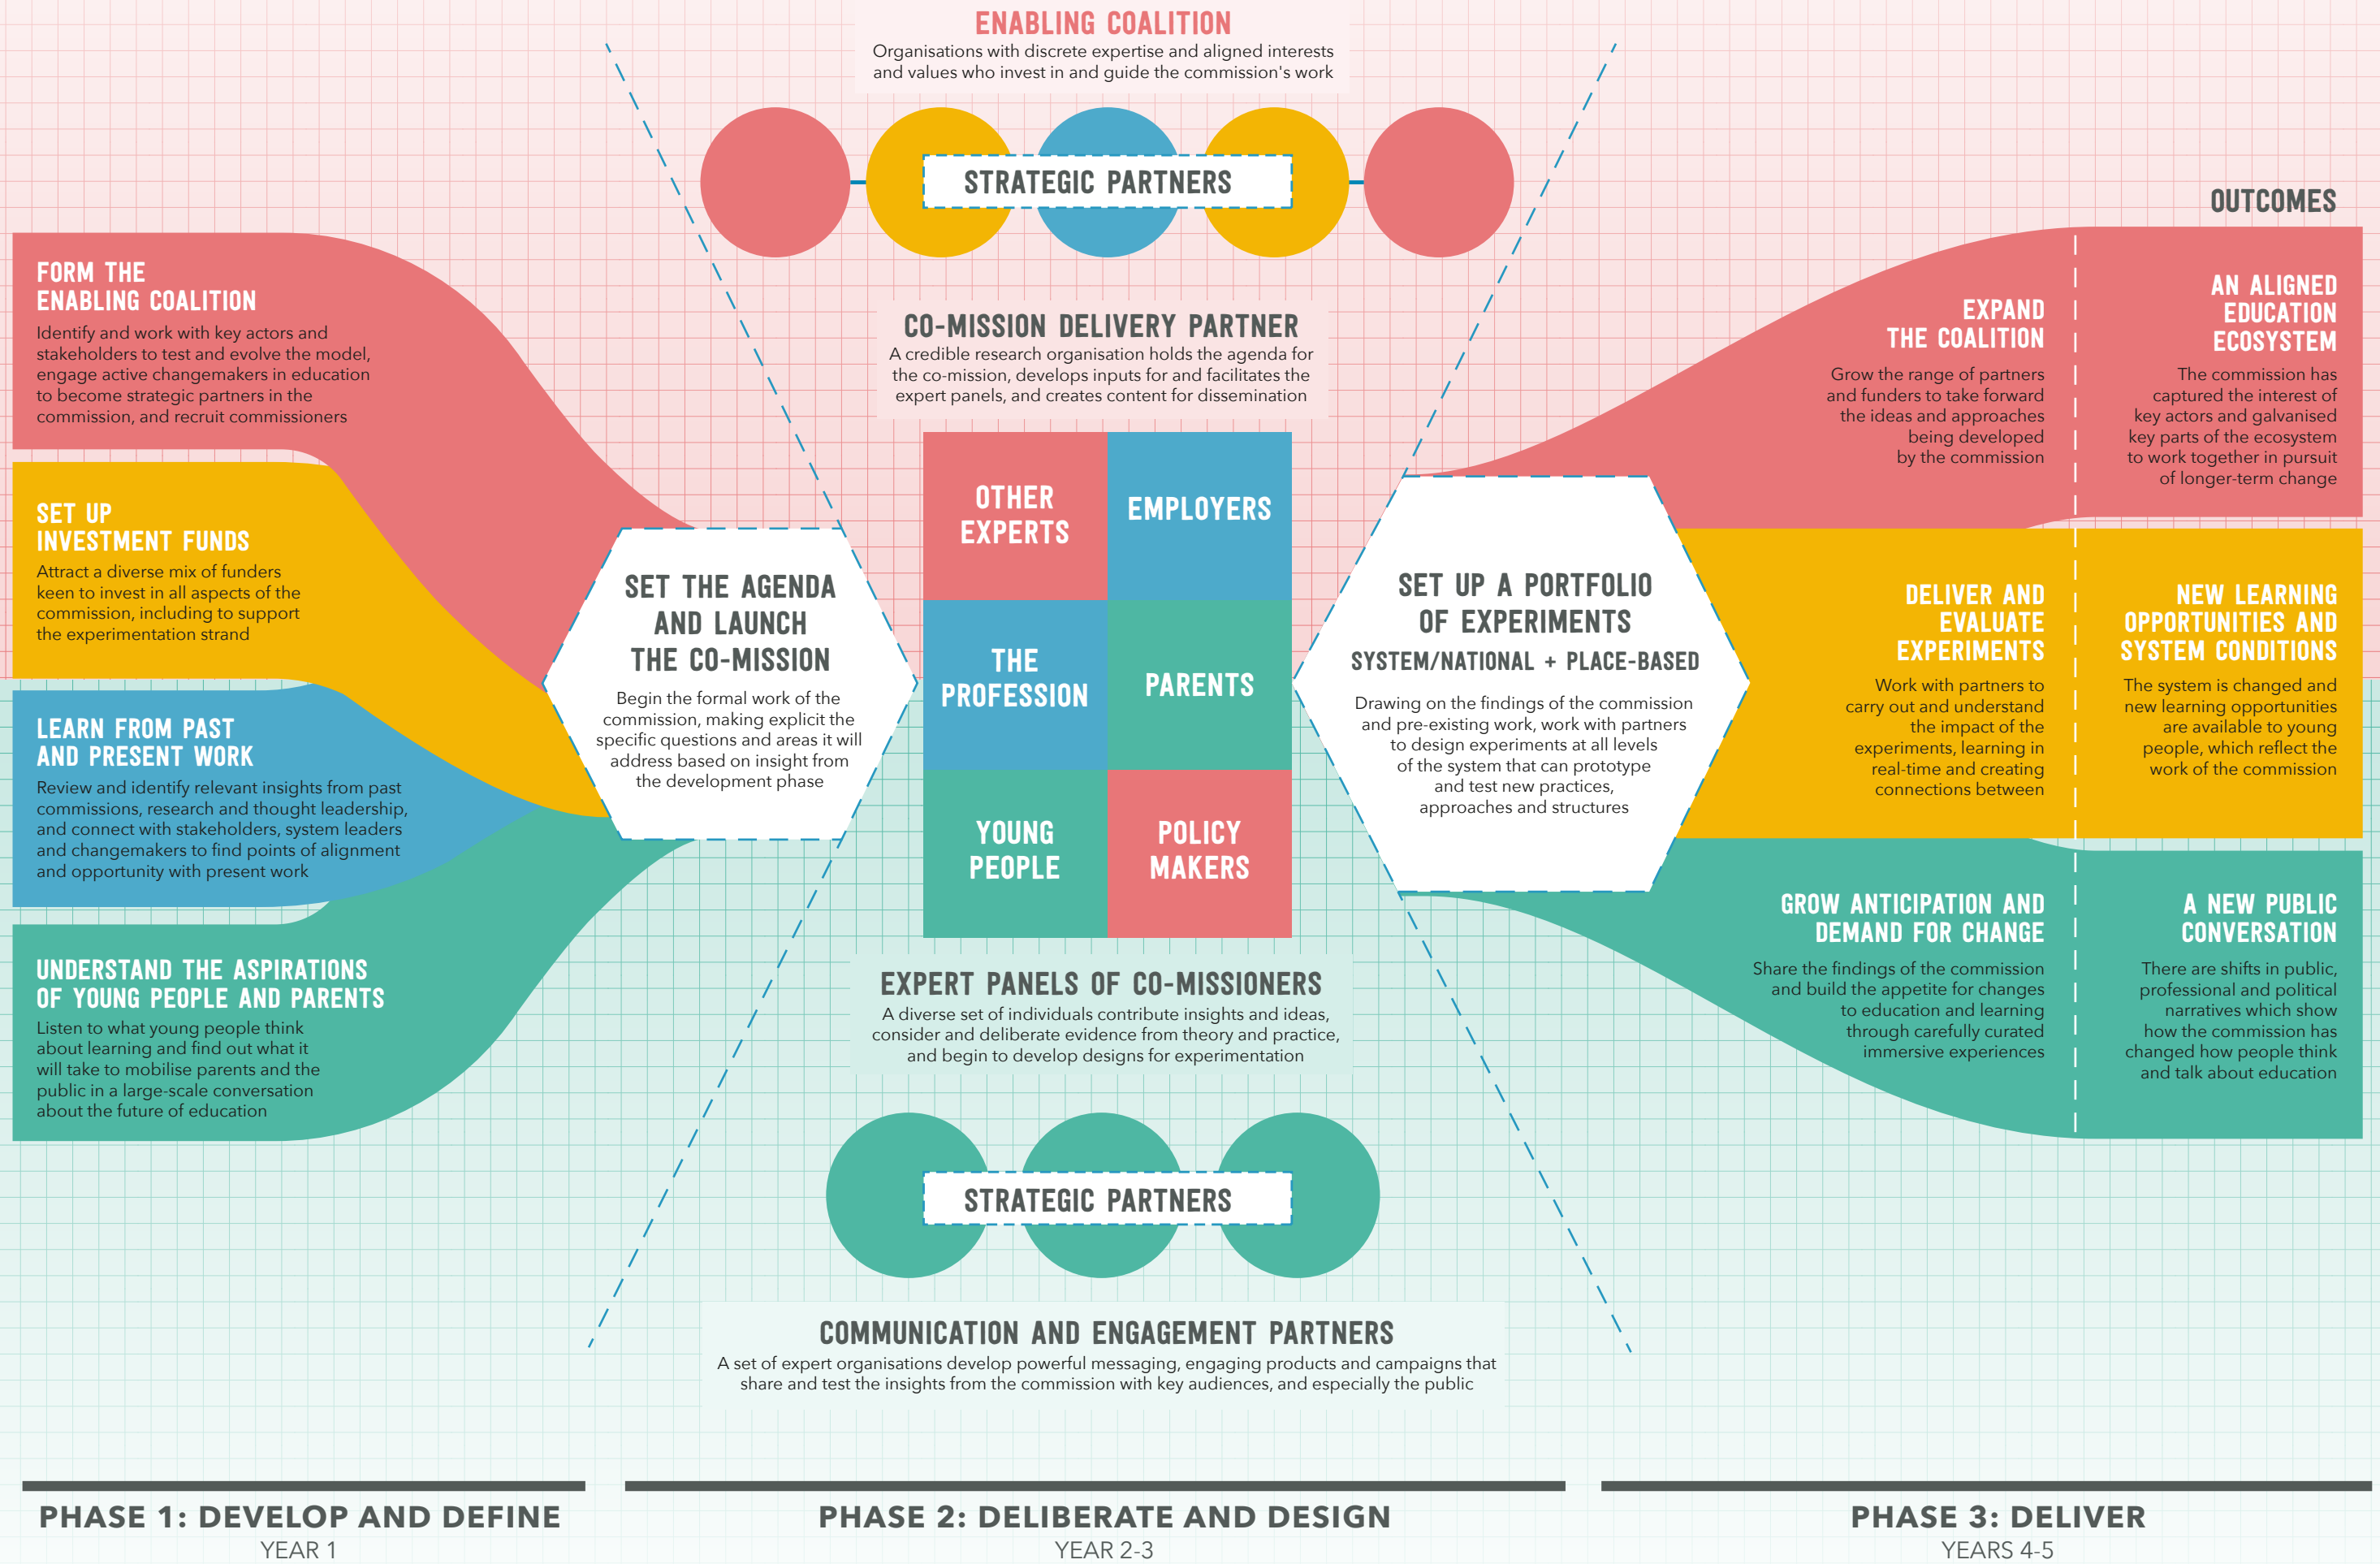 ENABLING COALITION
Organisations with discrete expertise and aligned interests
and values who invest in and guide the commission's work
STRATEGIC PARTNERS
CO-MISSION DELIVERY PARTNER
A credible research organisation holds the agenda for
the co-mission, develops inputs for and facilitates the
expert panels, and creates content for dissemination
FORM THE
ENABLING COALITION
Identify and work with key actors and
stakeholders to test and evolve the model,
engage active changemakers in education
to become strategic partners in the
commission, and recruit commissioners
SET UP
INVESTMENT FUNDS
Attract a diverse mix of funders
keen to invest in all aspects of the
commission, including to support
the experimentation strand
LEARN FROM PAST
AND PRESENT WORK
Review and identify relevant insights from past
commissions, research and thought leadership,
and connect with stakeholders, system leaders
and changemakers to find points of alignment
and opportunity with present work
UNDERSTAND THE ASPIRATIONS
OF YOUNG PEOPLE AND PARENTS
Listen to what young people think
about learning and find out what it
will take to mobilise parents and the
public in a large-scale conversation
about the future of education
SET THE AGENDA
AND LAUNCH
THE CO-MISSION
Begin the formal work of the
commission, making explicit the
specific questions and areas it will
address based on insight from
the development phase
OTHER
EXPERTS
EMPLOYERS
THE
PROFESSION
PARENTS
YOUNG
PEOPLE
POLICY
MAKERS
EXPERT PANELS OF CO-MISSIONERS
A diverse set of individuals contribute insights and ideas,
consider and deliberate evidence from theory and practice,
and begin to develop designs for experimentation
STRATEGIC PARTNERS
COMMUNICATION AND ENGAGEMENT PARTNERS
A set of expert organisations develop powerful messaging, engaging products and campaigns that
share and test the insights from the commission with key audiences, and especially the public
SET UP A PORTFOLIO
OF EXPERIMENTS
SYSTEM/NATIONAL + PLACE-BASED
Drawing on the findings of the commission
and pre-existing work, work with partners
to design experiments at all levels
of the system that can prototype
and test new practices,
approaches and structures
EXPAND
THE COALITION
Grow the range of partners
and funders to take forward
the ideas and approaches
being developed
by the commission
DELIVER AND
EVALUATE
EXPERIMENTS
Work with partners to
carry out and understand
the impact of the
experiments, learning in
real-time and creating
connections between
GROW ANTICIPATION AND
DEMAND FOR CHANGE
Share the findings of the commission
and build the appetite for changes
to education and learning
through carefully curated
immersive experiences
OUTCOMES
AN ALIGNED
EDUCATION
ECOSYSTEM
The commission has
captured the interest of
key actors and galvanised
key parts of the ecosystem
to work together in pursuit
of longer-term change
NEW LEARNING
OPPORTUNITIES AND
SYSTEM CONDITIONS
The system is changed and
new learning opportunities
are available to young
people, which reflect the
work of the commission
A NEW PUBLIC
CONVERSATION
There are shifts in public,
professional and political
narratives which show
how the commission has
changed how people think
and talk about education
PHASE 1: DEVELOP AND DEFINE
YEAR 1
PHASE 2: DELIBERATE AND DESIGN
YEAR 2-3
PHASE 3: DELIVER
YEARS 4-5